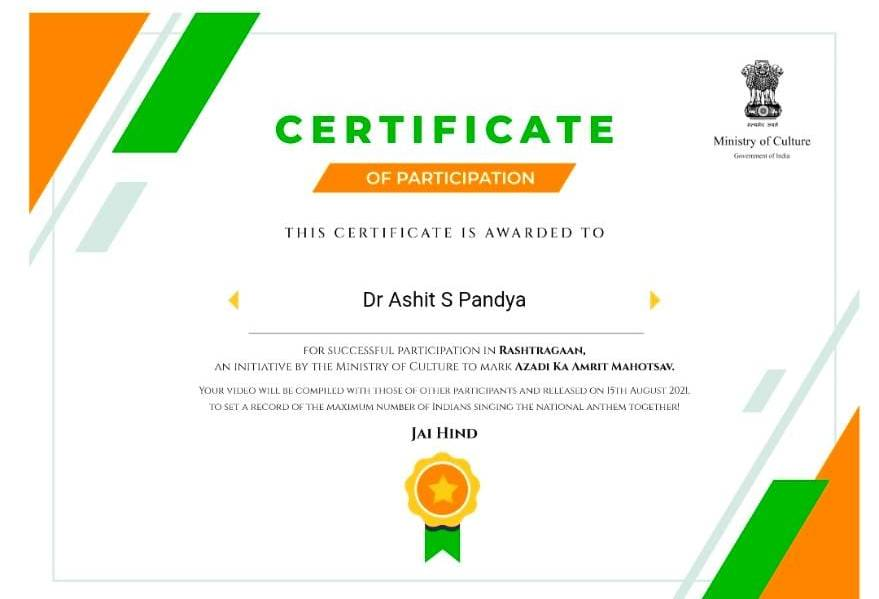 CERTIFICATE
OF PARTICIPATION
सत्यमेव जयते
Ministry of Culture
Government of India
THIS CERTIFICATE IS AWARDED TO
Dr Ashit S Pandya
FOR SUCCESSFUL PARTICIPATION IN RASHTRAGAAN,
AN INITIATIVE BY THE MINISTRY OF CULTURE TO MARK AZADI KA AMRIT MAHOTSAV.
YOUR VIDEO WILL BE COMPILED WITH THOSE OF OTHER PARTICIPANTS AND RELEASED ON 15TH AUGUST 2021,
TO SET A RECORD OF THE MAXIMUM NUMBER OF INDIANS SINGING THE NATIONAL ANTHEM TOGETHER!
JAI HIND